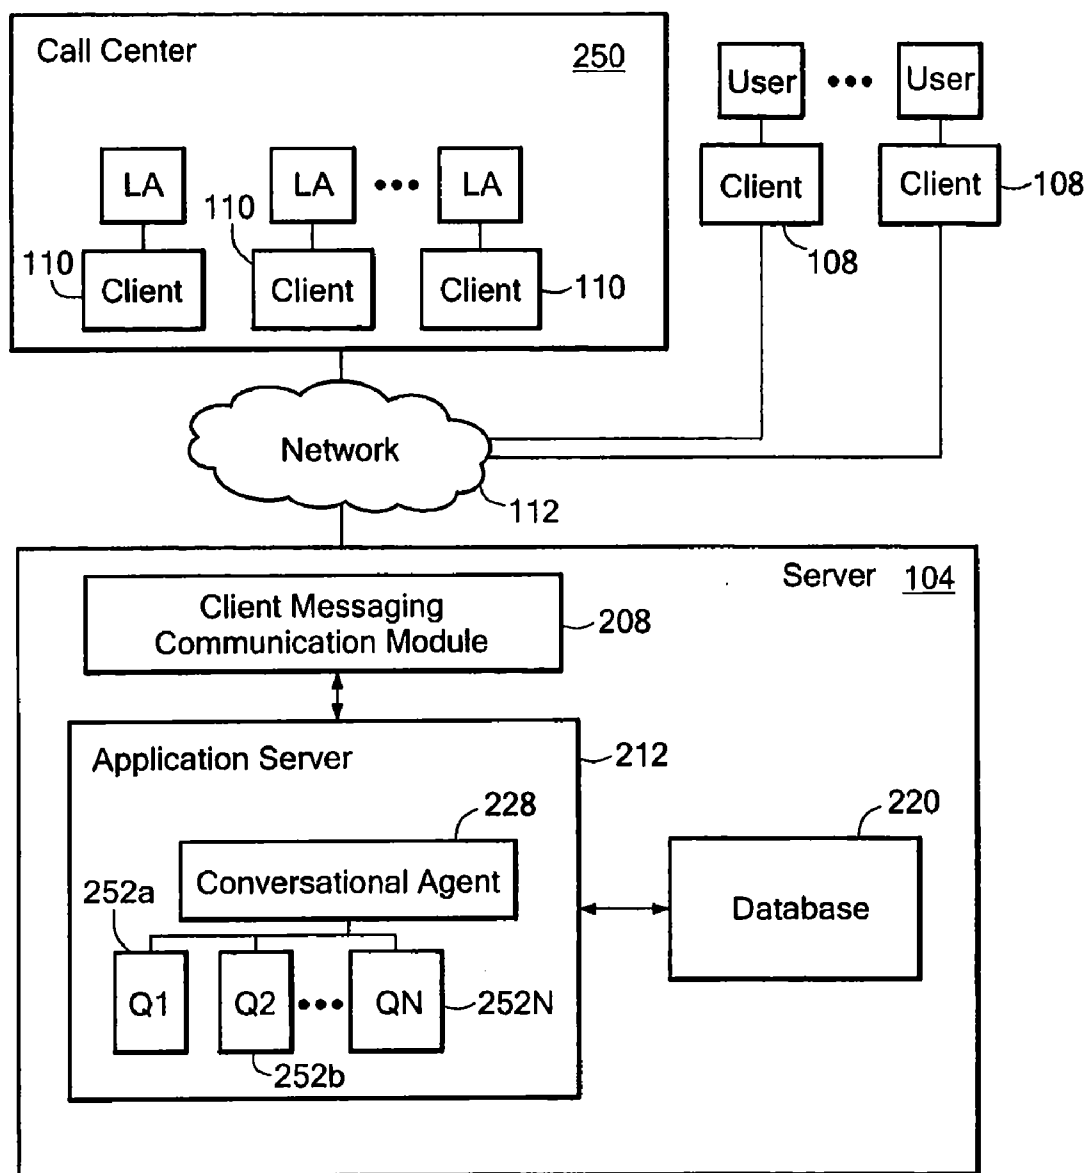 Call Center
250
User
User
LA
LA
LA
Client
Client
108
110
108
110
Client
Client
Client
110
Network
112
Server
104
Client Messaging
Communication Module
208
Application Server
212
228
220
Conversational Agent
252a
Database
Q1
Q2
QN
252N
252b